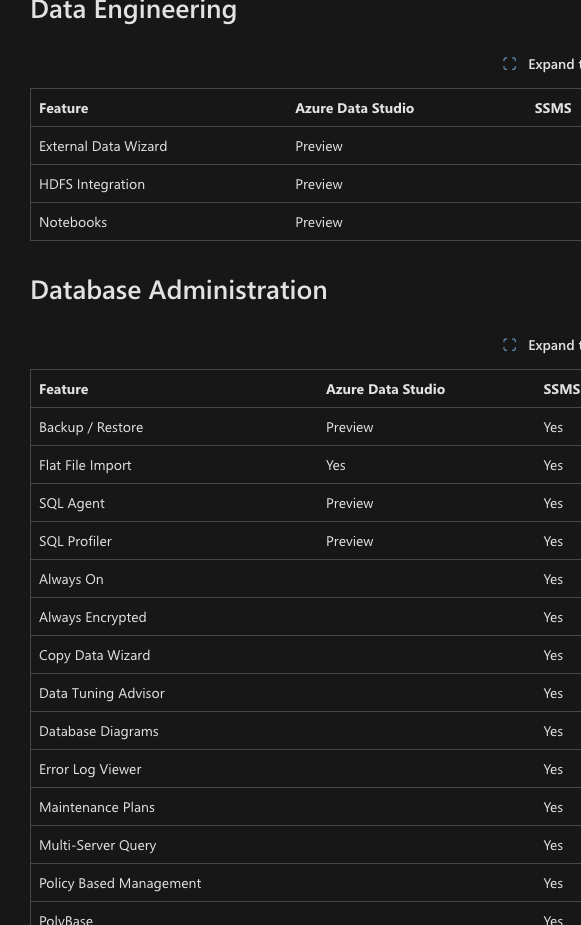 Data Engineering
Expand t
Feature Azure Data Studio SSMS
External Data Wizard Preview
HDFS Integration Preview
Notebooks Preview
Database Administration
Expand t
Feature Azure Data Studio SSMS
Backup / Restore Preview Yes
Flat File Import Yes Yes
SQL Agent Preview Yes
SQL Profiler Preview Yes
Always On Yes
Always Encrypted Yes
Copy Data Wizard Yes
Data Tuning Advisor Yes
Database Diagrams Yes
Error Log Viewer Yes
Maintenance Plans Yes
Multi-Server Query Yes
Policy Based Management Yes
PolyBase Yes